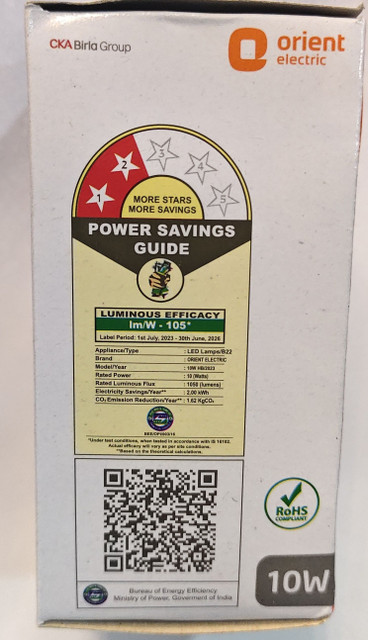 CKA Birla Group
orient
electric
1 2 3 4 5
MORE STARS
MORE SAVINGS
POWER SAVINGS
GUIDE
LUMINOUS EFFICACY
lm/W - 105*
Label Period: 1st July, 2023 - 30th June, 2026
Appliance/Type : LED Lamps/B22
Brand : ORIENT ELECTRIC
Model/Year : 10W HB/2023
Rated Power : 10 (Watts)
Rated Luminous Flux : 1050 (lumens)
Electricity Savings/Year** : 2.00 kWh
CO₂ Emission Reduction/Year** : 1.62 KgCO₂
*Under test conditions, when tested in accordance with IS 16102.
Actual efficacy will vary as per site conditions.
**Based on the theoretical calculations.
RoHS
COMPLIANT
10W
Bureau of Energy Efficiency
Ministry of Power, Government of India